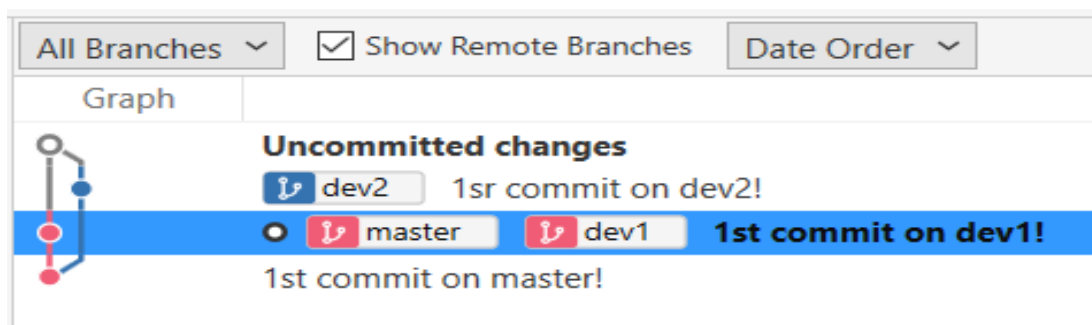 All Branches Show Remote Branches Date Order
Graph
Uncommitted changes
dev2 1sr commit on dev2!
master dev1 1st commit on dev1!
1st commit on master!